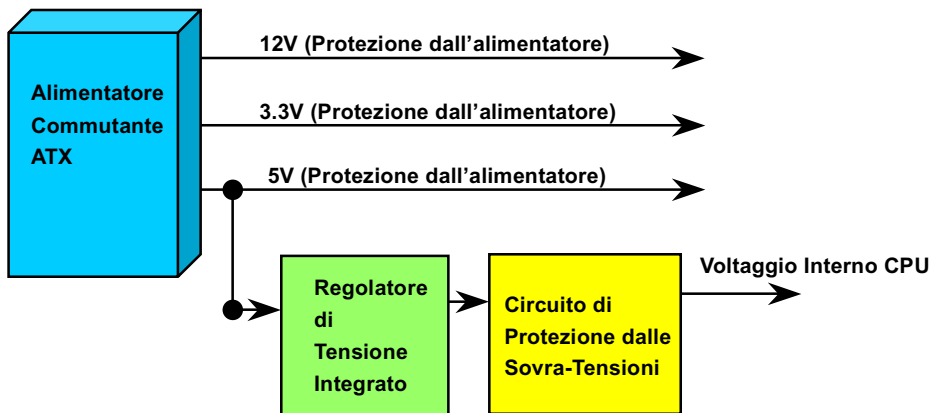 12V (Protezione dall'alimentatore)
Alimentatore
Commutante
ATX
3.3V (Protezione dall'alimentatore)
5V (Protezione dall'alimentatore)
Voltaggio Interno CPU
Regolatore
di
Tensione
Integrato
Circuito di
Protezione dalle
Sovra-Tensioni